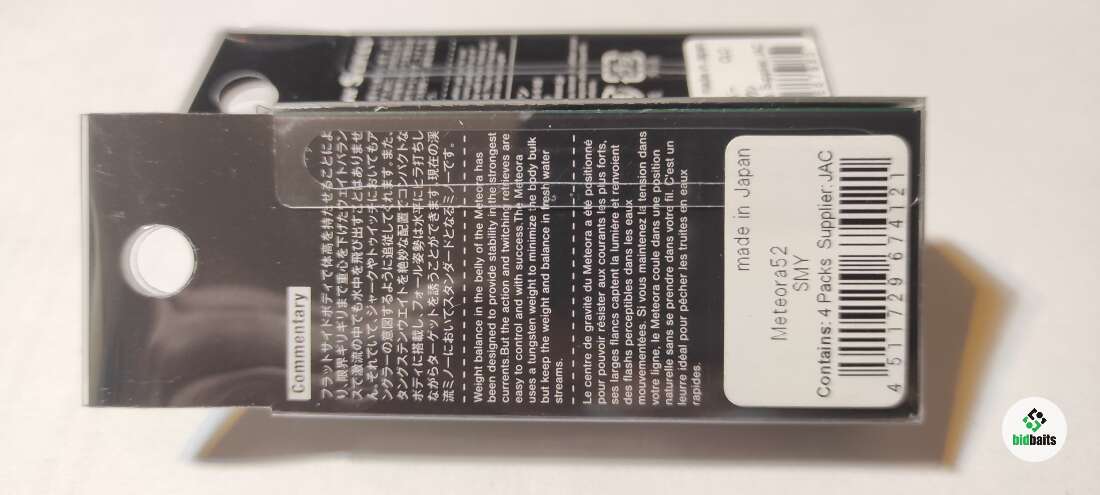 Commentary
フラットサイドボディで体高を持たせることによ
り、限界ギリギリまで重心を下げたウェイトバラン
スで激流の中でも水中を飛び出すことはありませ
ん。それでいて、ジャークやトゥイッチにおいてもア
ングラーの意図するように追従してくれます。また、
タングステンウエイトを絶妙な配置でコンパクトな
ボディに搭載し、フォール姿勢は水平にヒラ打ちし
ながらターゲットを誘うことができます。現在の渓
流ミノーにおいてスタンダードとなるミノーです。
Weight balance in the belly of the Meteora has
been designed to provide stability in the strongest
currents.But the action and twitching retrieves are
easy to control and with success.The Meteora
uses a tungsten weight to minimize the body bulk
but keep the weight and balance in fresh water
streams.
Le centre de gravité du Meteora a été positionné
pour pouvoir résister aux courants les plus forts,
ses larges flancs captent la lumière et renvoient
des flashs perceptibles dans les eaux
mouvementées. Si vous maintenez la tension dans
votre ligne, le Meteora coule dans une position
naturelle sans se prendre dans votre fil. C'est un
leurre idéal pour pêcher les truites en eaux
rapides.
made in Japan
Meteora52
SMY
Contains: 4 Packs Supplier:JAC
4 511729 674121
made in Japan
bidbaits